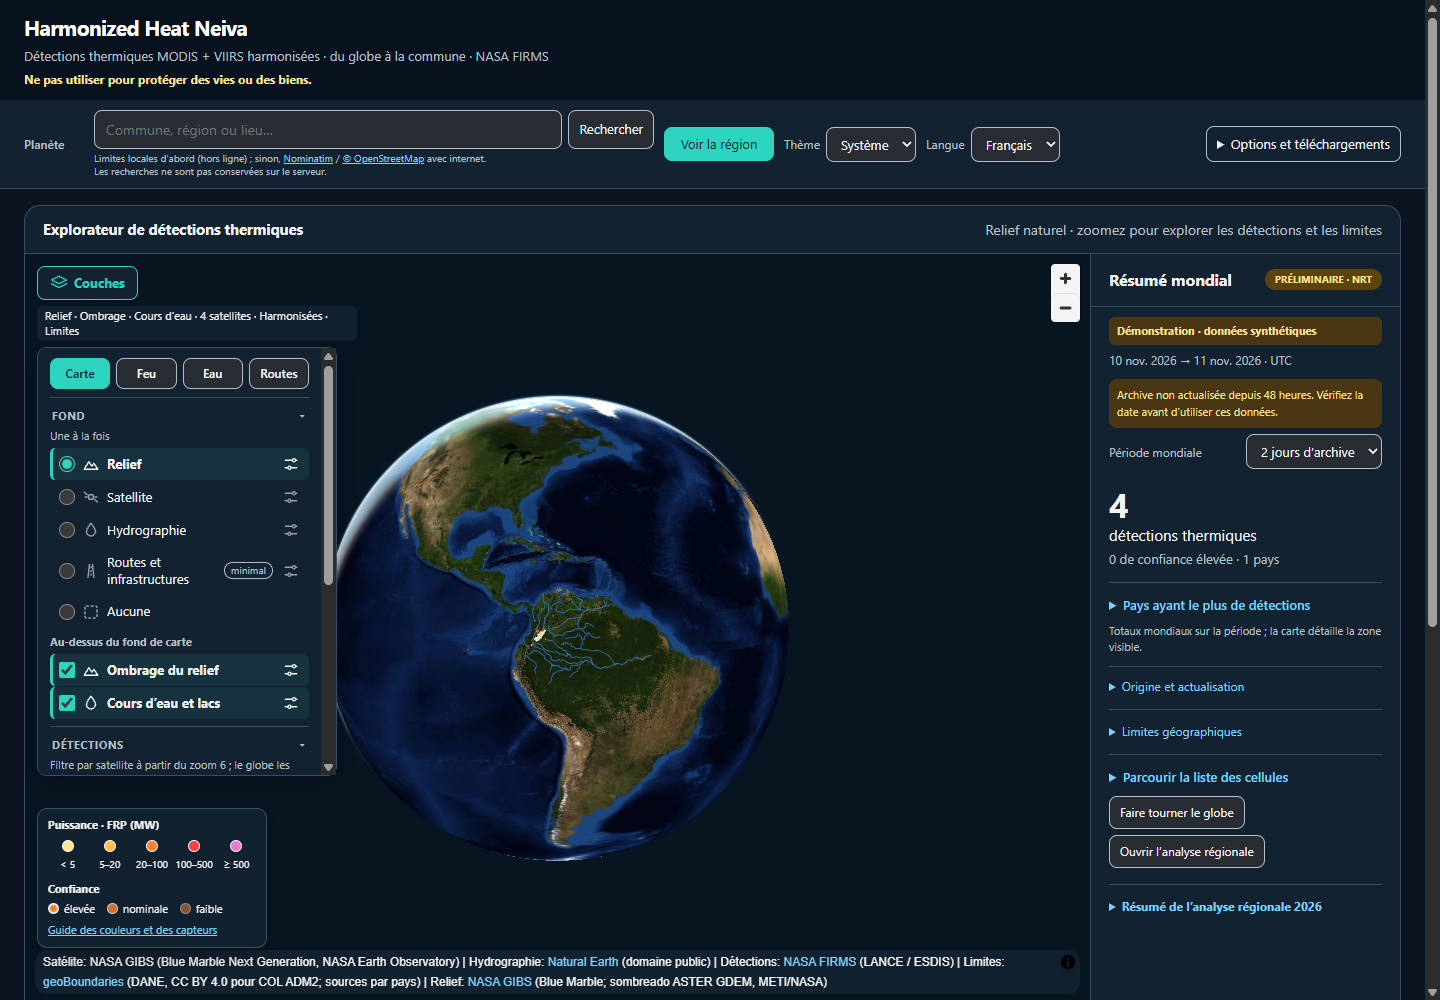 Harmonized Heat Neiva
Détections thermiques MODIS + VIIRS harmonisées · du globe à la commune · NASA FIRMS
Ne pas utiliser pour protéger des vies ou des biens.
Planète
Commune, région ou lieu...
Rechercher
Voir la région
Thème
Système
Langue
Français
Options et téléchargements
Limites locales d'abord (hors ligne) ; sinon, Nominatim / © OpenStreetMap avec internet.
Les recherches ne sont pas conservées sur le serveur.
Explorateur de détections thermiques
Relief naturel · zoomez pour explorer les détections et les limites
Couches
Relief · Ombrage · Cours d'eau · 4 satellites · Harmonisées ·
Limites
Carte
Feu
Eau
Routes
FOND
Une à la fois
Relief
Satellite
Hydrographie
Routes et
infrastructures
minimal
Aucune
Au-dessus du fond de carte
Ombrage du relief
Cours d'eau et lacs
DÉTECTIONS
Filtre par satellite à partir du zoom 6 ; le globe les
Puissance · FRP (MW)
< 5
5–20
20–100
100–500
≥ 500
Confiance
élevée
nominale
faible
Guide des couleurs et des capteurs
Satélite: NASA GIBS (Blue Marble Next Generation, NASA Earth Observatory) | Hydrographie: Natural Earth (domaine public) | Détections: NASA FIRMS (LANCE / ESDIS) | Limites:
geoBoundaries (DANE, CC BY 4.0 pour COL ADM2; sources par pays) | Relief: NASA GIBS (Blue Marble; sombreado ASTER GDEM, METI/NASA)
Résumé mondial
PRÉLIMINAIRE · NRT
Démonstration · données synthétiques
10 nov. 2026 → 11 nov. 2026 · UTC
Archive non actualisée depuis 48 heures. Vérifiez la
date avant d'utiliser ces données.
Période mondiale
2 jours d'archive
4
détections thermiques
0 de confiance élevée · 1 pays
Pays ayant le plus de détections
Totaux mondiaux sur la période ; la carte détaille la zone
visible.
Origine et actualisation
Limites géographiques
Parcourir la liste des cellules
Faire tourner le globe
Ouvrir l'analyse régionale
Résumé de l'analyse régionale 2026